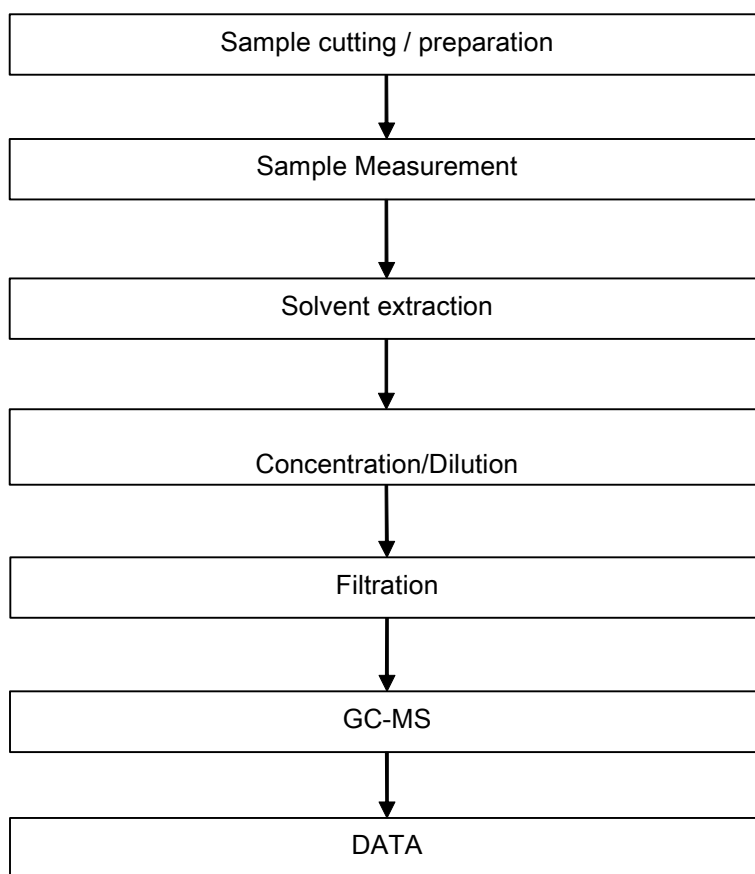 Sample cutting / preparation
Sample Measurement
Solvent extraction
Concentration/Dilution
Filtration
GC-MS
DATA